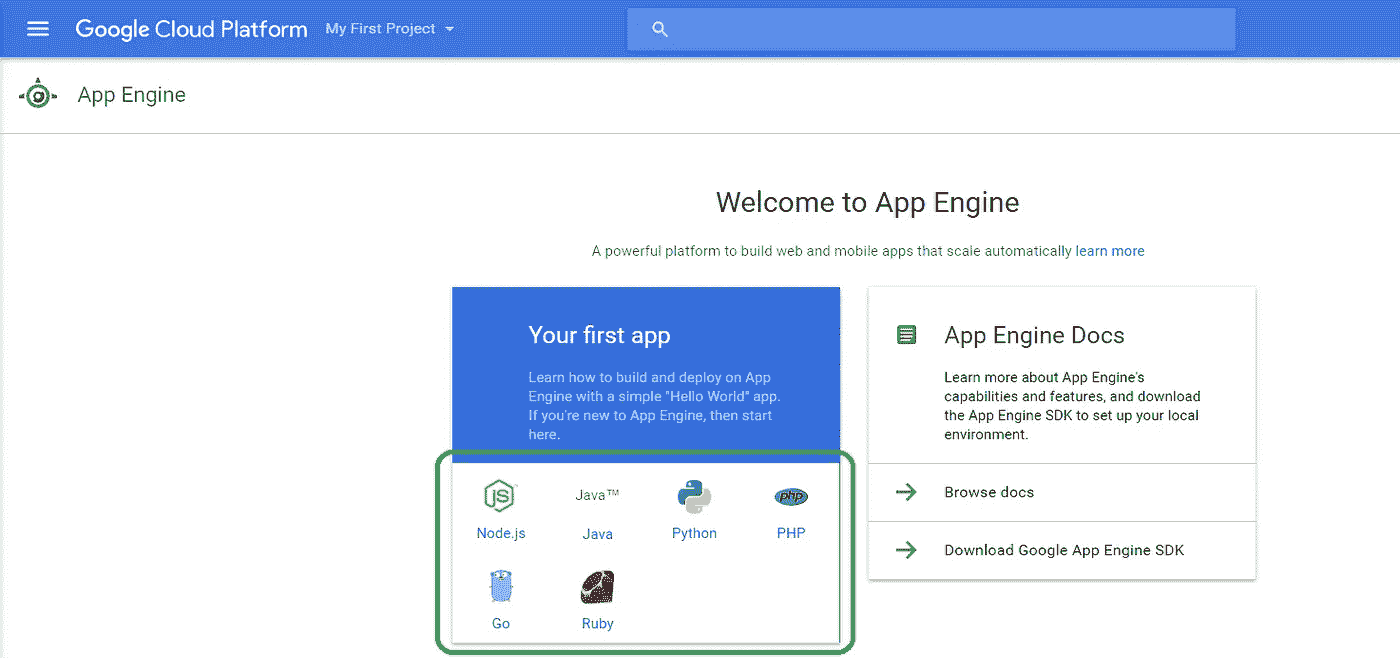 Google Cloud Platform My First Project
App Engine
Welcome to App Engine
A powerful platform to build web and mobile apps that scale automatically learn more
Your first app
Learn how to build and deploy on App
Engine with a simple "Hello World" app.
If you're new to App Engine, then start
here.
JS Java™ php
Node.js Java Python PHP
Go Ruby
App Engine Docs
Learn more about App Engine's
capabilities and features, and download
the App Engine SDK to set up your local
environment.
Browse docs
Download Google App Engine SDK